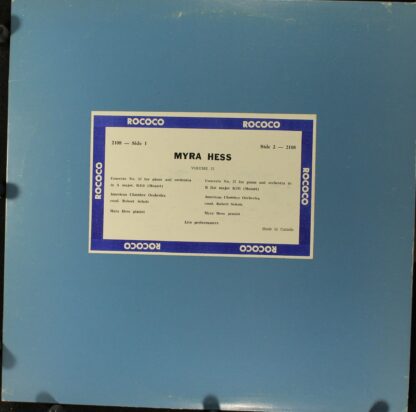 ROCOCO
ROCOCO
2108 — Side 1
Side 2 — 2108
MYRA HESS
VOLUME II
Concerto No. 12 for piano and orchestra
in A major, K414 (Mozart)
American Chamber Orchestra,
cond. Robert Scholz
Myra Hess pianist
Concerto No. 27 for piano and orchestra in
B flat major, K595 (Mozart)
American Chamber Orchestra,
cond. Robert Scholz
Myra Hess pianist
Live performance
Made in Canada
ROCOCO
ROCOCO
ROCOCO
ROCOCO